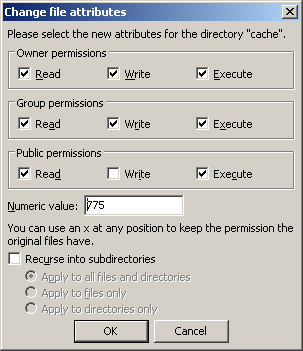 Change file attributes
Please select the new attributes for the directory "cache".
Owner permissions
Read Write Execute
Group permissions
Read Write Execute
Public permissions
Read Write Execute
Numeric value: 775
You can use an x at any position to keep the permission the
original files have.
Recurse into subdirectories
Apply to all files and directories
Apply to files only
Apply to directories only
OK Cancel